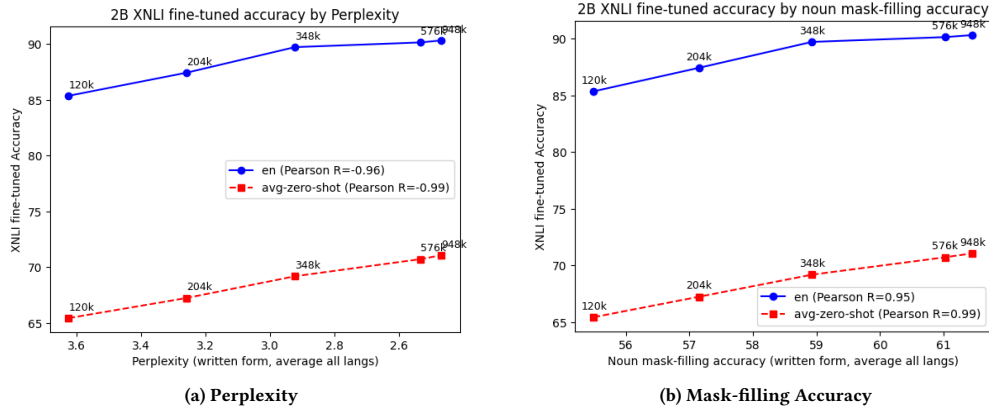 2B XNLI fine-tuned accuracy by Perplexity
XNLI fine-tuned Accuracy
90
85
80
75
70
65
120k
204k
348k
576k
948k
en (Pearson R=-0.96)
avg-zero-shot (Pearson R=-0.99)
120k
204k
348k
576k
948k
3.6
3.4
3.2
3.0
2.8
2.6
Perplexity (written form, average all langs)
(a) Perplexity
2B XNLI fine-tuned accuracy by noun mask-filling accuracy
XNLI fine-tuned Accuracy
90
85
80
75
70
65
120k
204k
348k
576k
948k
120k
204k
348k
576k
948k
en (Pearson R=0.95)
avg-zero-shot (Pearson R=0.99)
56
57
58
59
60
61
Noun mask-filling accuracy (written form, average all langs)
(b) Mask-filling Accuracy